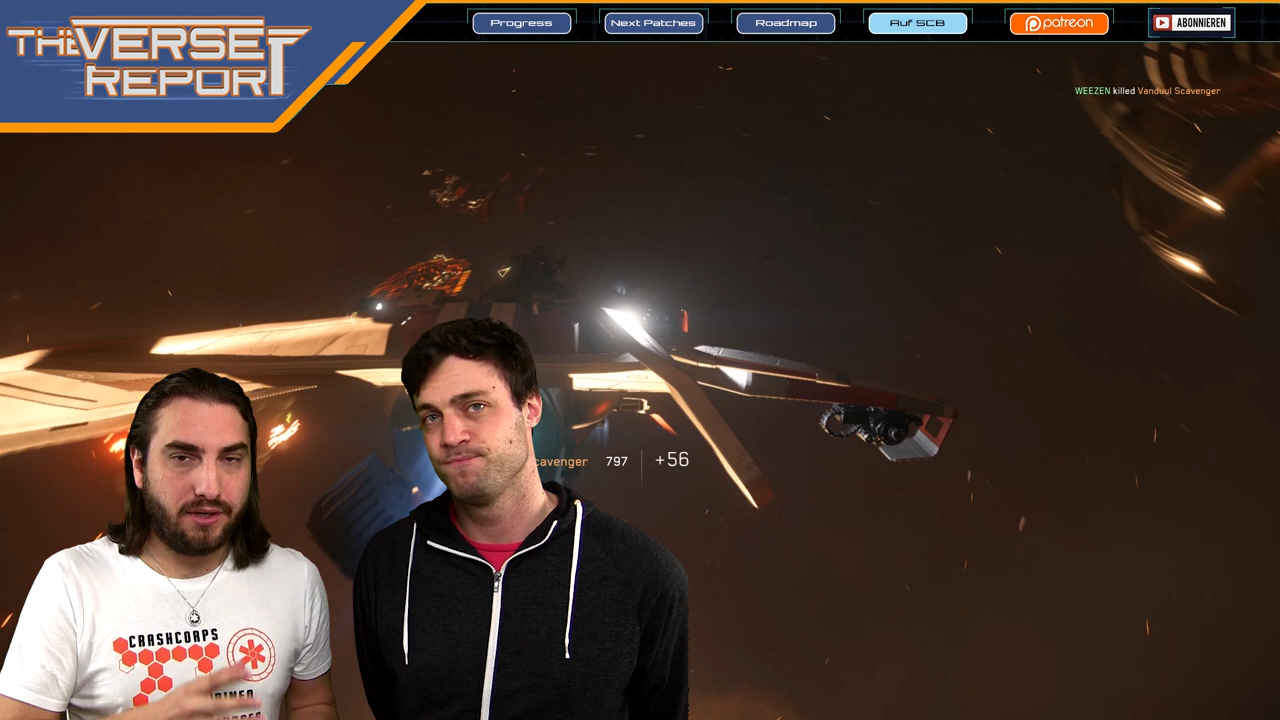 THE VERSE
REPORT
Progress
Next Patches
Roadmap
Auf SCB
patreon
ABONNIEREN
WEEZEN killed Vanduul Scavenger
cavenger 797 +56
CRASHCORPS